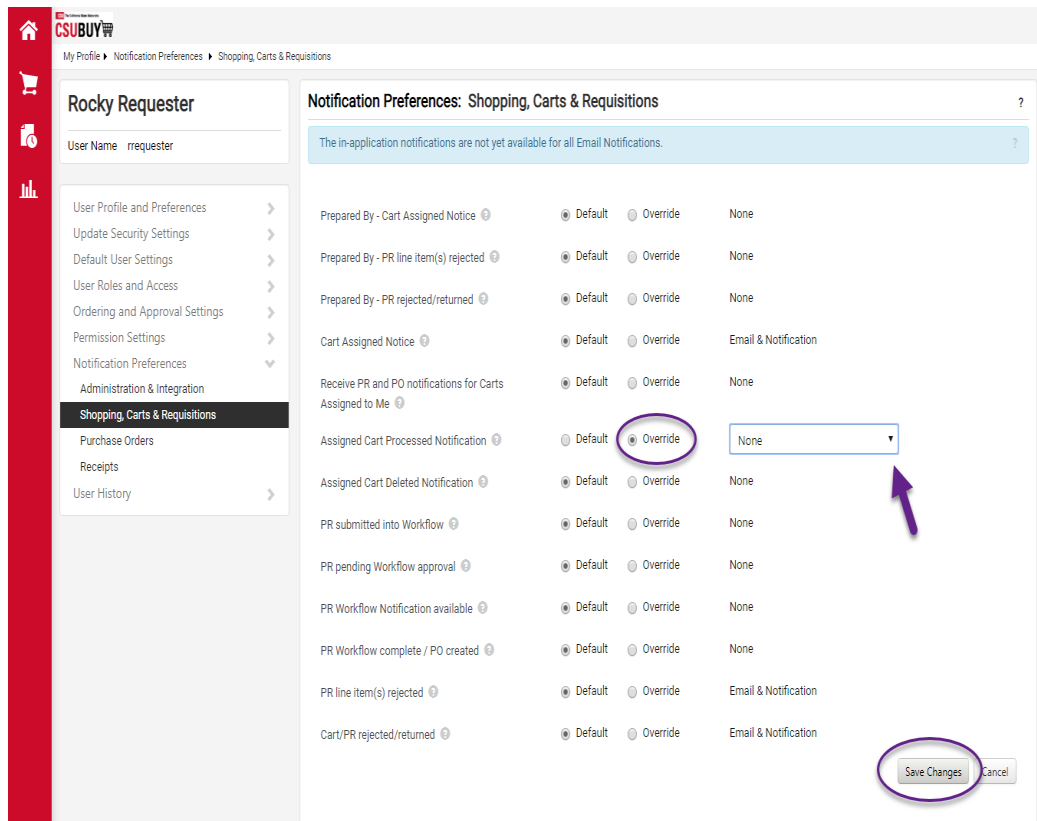 CSU The California State University
CSUBUY
My Profile Notification Preferences Shopping, Carts & Requisitions
Rocky Requester
User Name rrequester
User Profile and Preferences
Update Security Settings
Default User Settings
User Roles and Access
Ordering and Approval Settings
Permission Settings
Notification Preferences
Administration & Integration
Shopping, Carts & Requisitions
Purchase Orders
Receipts
User History
Notification Preferences: Shopping, Carts & Requisitions ?
The in-application notifications are not yet available for all Email Notifications. ?
Prepared By - Cart Assigned Notice ? Default Override None
Prepared By - PR line item(s) rejected ? Default Override None
Prepared By - PR rejected/returned ? Default Override None
Cart Assigned Notice ? Default Override Email & Notification
Receive PR and PO notifications for Carts Default Override None
Assigned to Me ?
Assigned Cart Processed Notification ? Default Override None
Assigned Cart Deleted Notification ? Default Override None
PR submitted into Workflow ? Default Override None
PR pending Workflow approval ? Default Override None
PR Workflow Notification available ? Default Override None
PR Workflow complete / PO created ? Default Override None
PR line item(s) rejected ? Default Override Email & Notification
Cart/PR rejected/returned ? Default Override Email & Notification
Save Changes Cancel